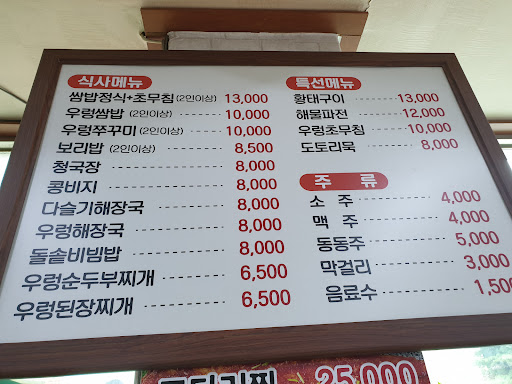 식사메뉴
쌈밥정식+초무침 (2인이상) 13,000
우렁쌈밥 (2인이상) 10,000
우렁쭈꾸미 (2인이상) 10,000
보리밥 (2인이상) 8,500
청국장 8,000
콩비지 8,000
다슬기해장국 8,000
우렁해장국 8,000
돌솥비빔밥 8,000
우렁순두부찌개 6,500
우렁된장찌개 6,500
특선메뉴
황태구이 13,000
해물파전 12,000
우렁초무침 10,000
도토리묵 8,000
주 류
소 주 4,000
맥 주 4,000
동동주 5,000
막걸리 3,000
음료수 1,500
25,000